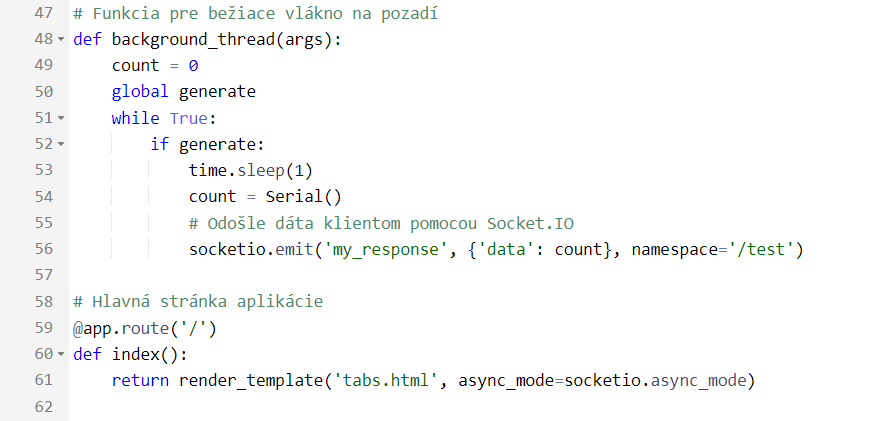 47 # Funkcia pre bežiace vlákno na pozadí
48 def background_thread(args):
49     count = 0
50     global generate
51     while True:
52         if generate:
53             time.sleep(1)
54             count = Serial()
55             # Odošle dáta klientom pomocou Socket.IO
56             socketio.emit('my_response', {'data': count}, namespace='/test')
57
58 # Hlavná stránka aplikácie
59 @app.route('/')
60 def index():
61     return render_template('tabs.html', async_mode=socketio.async_mode)
62